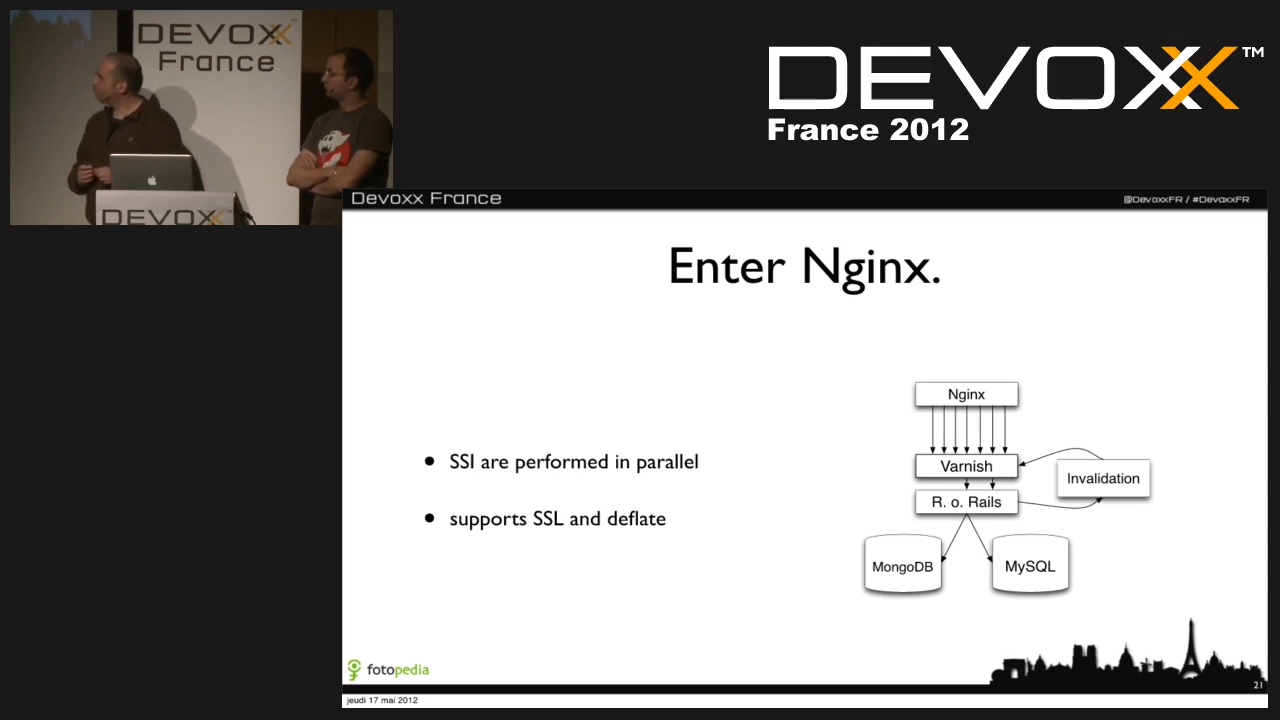 DEVOXX
France
DEVOXX
DEVOXX™
France 2012
Devoxx France
@DevoxxFR / #DevoxxFR
Enter Nginx.
• SSI are performed in parallel
• supports SSL and deflate
Nginx
Varnish
Invalidation
R. o. Rails
MongoDB
MySQL
fotopedia
21
jeudi 17 mai 2012